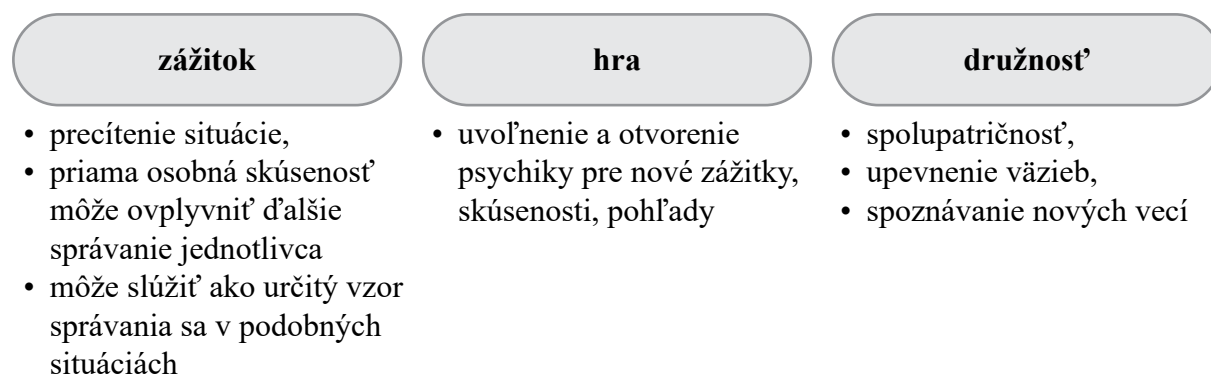 zážitok
• precítenie situácie,
• priama osobná skúsenosť
môže ovplyvniť ďalšie
správanie jednotlivca
• môže slúžiť ako určitý vzor
správania sa v podobných
situáciách
hra
• uvoľnenie a otvorenie
psychiky pre nové zážitky,
skúsenosti, pohľady
družnosť
• spolupatričnosť,
• upevnenie väzieb,
• spoznávanie nových vecí